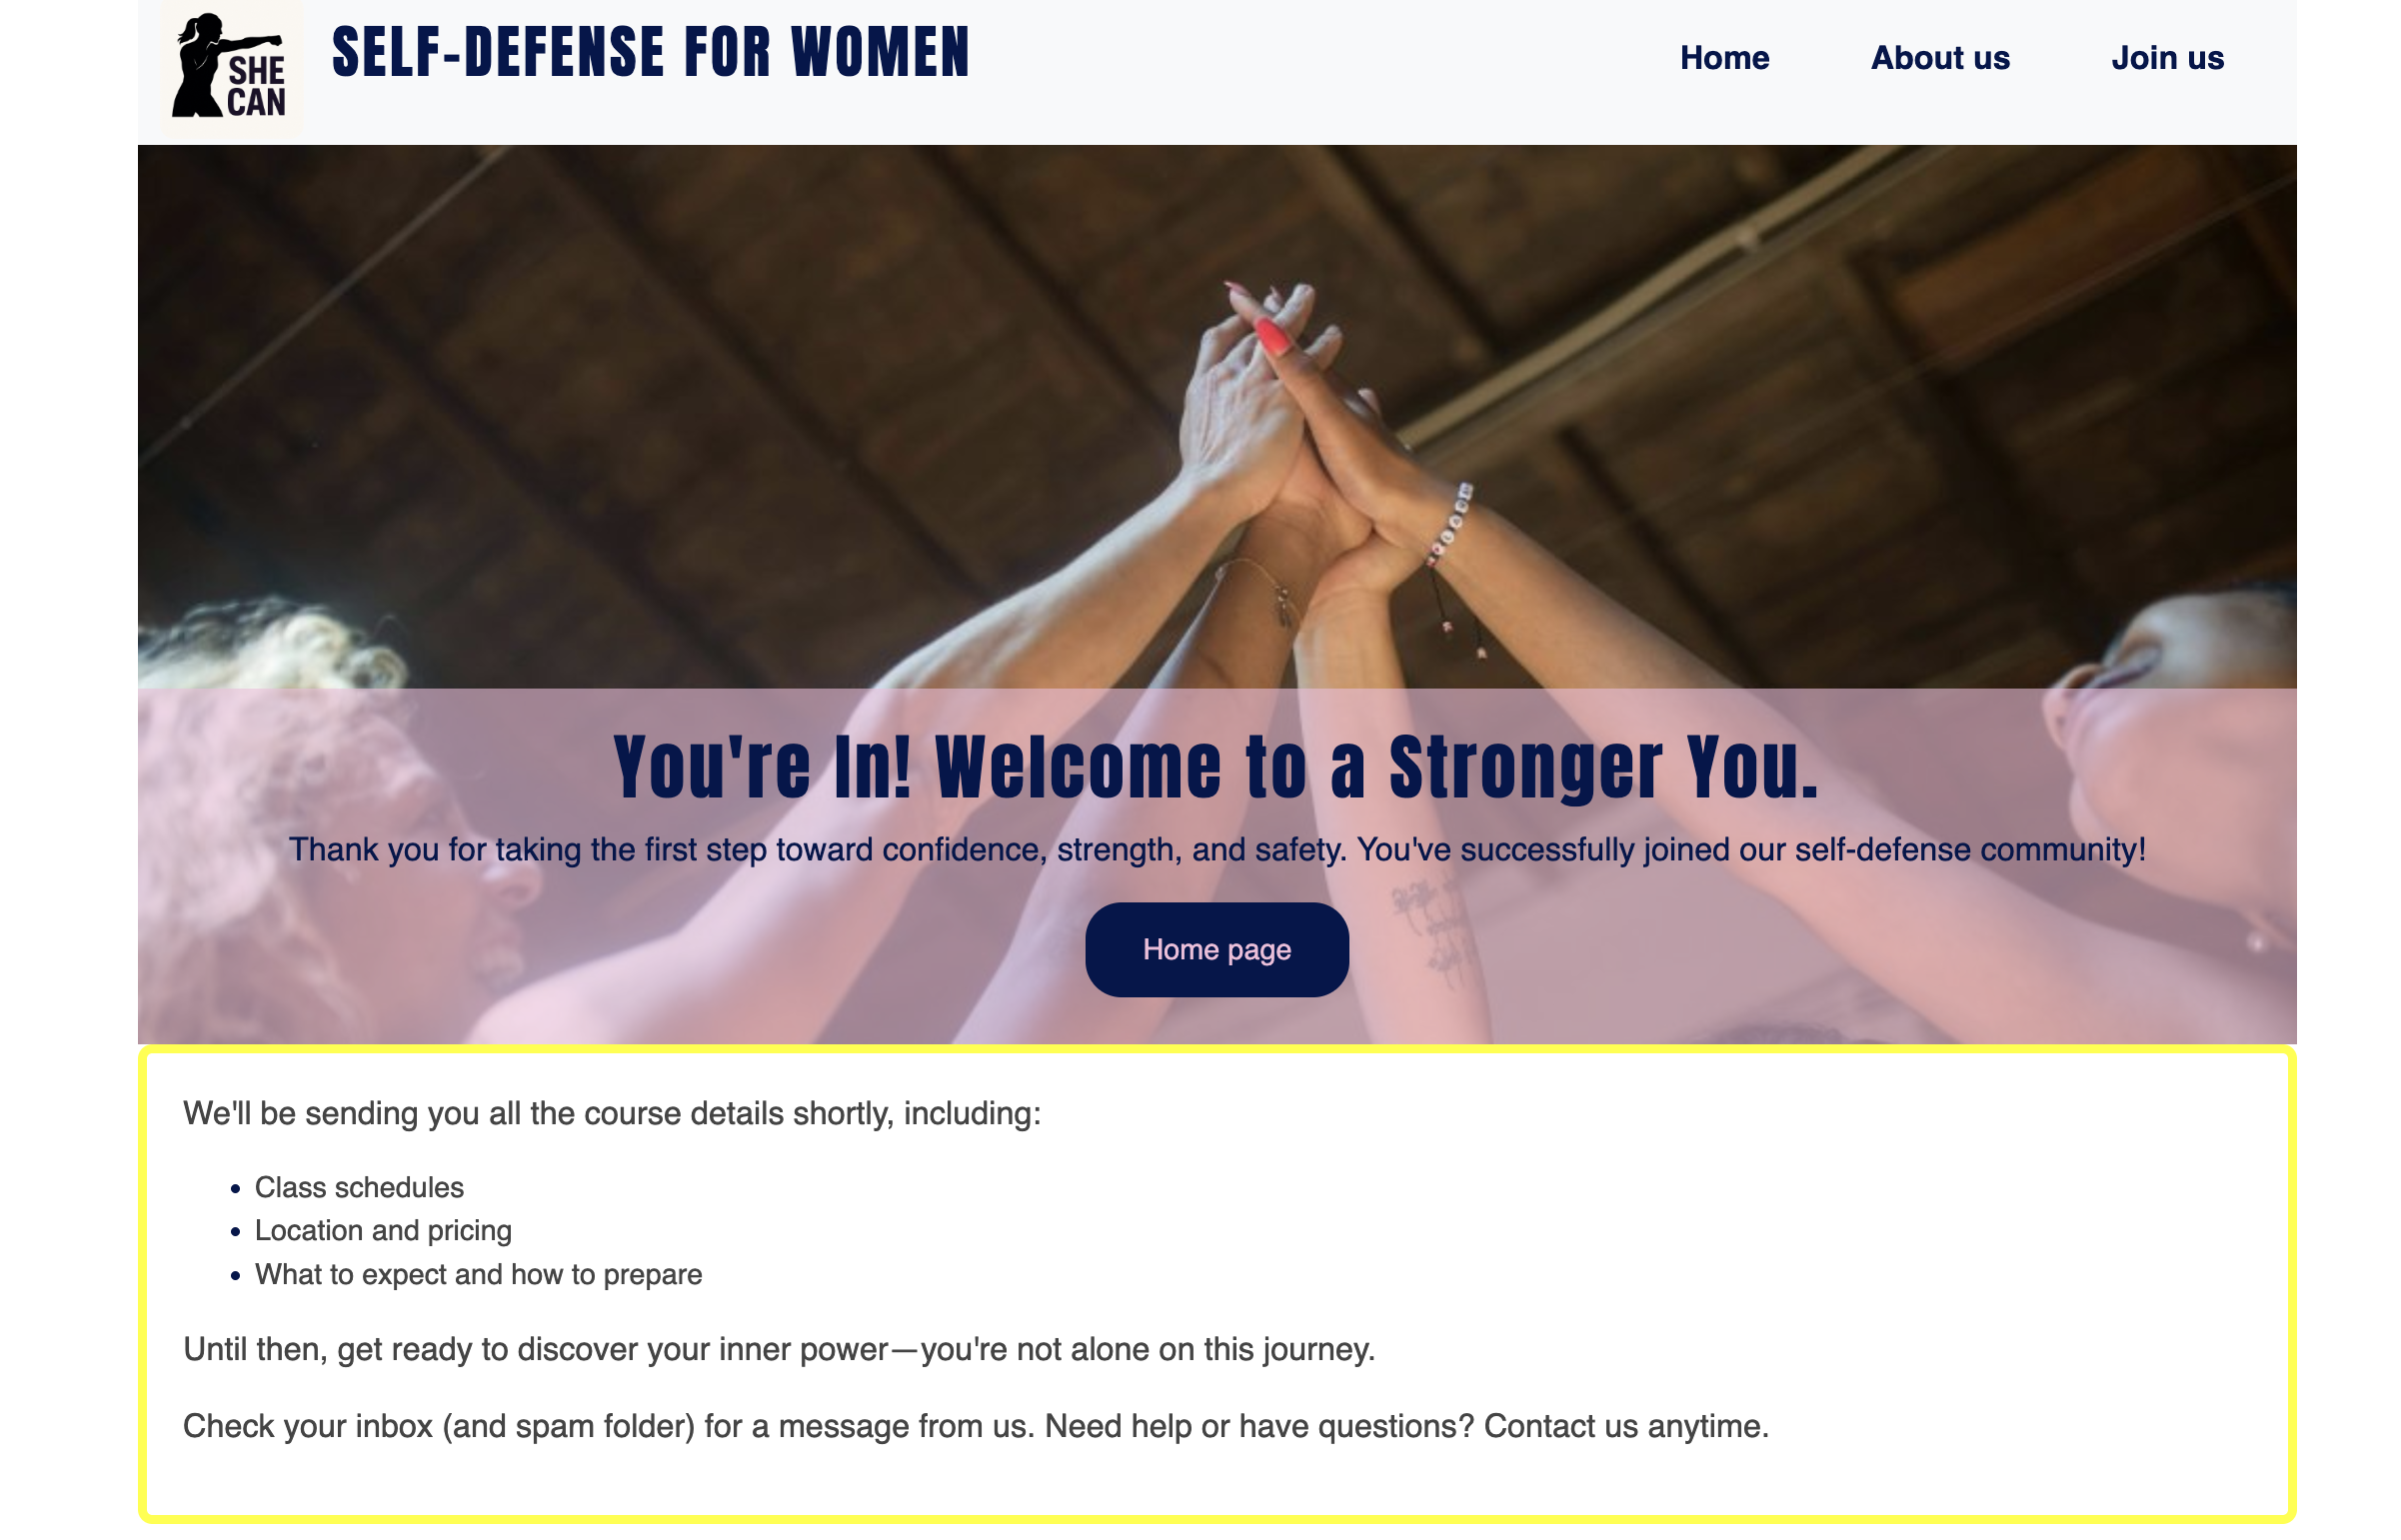 SHE
CAN
SELF-DEFENSE FOR WOMEN
Home
About us
Join us
You're In! Welcome to a Stronger You.
Thank you for taking the first step toward confidence, strength, and safety. You've successfully joined our self-defense community!
Home page
We'll be sending you all the course details shortly, including:
• Class schedules
• Location and pricing
• What to expect and how to prepare
Until then, get ready to discover your inner power—you're not alone on this journey.
Check your inbox (and spam folder) for a message from us. Need help or have questions? Contact us anytime.